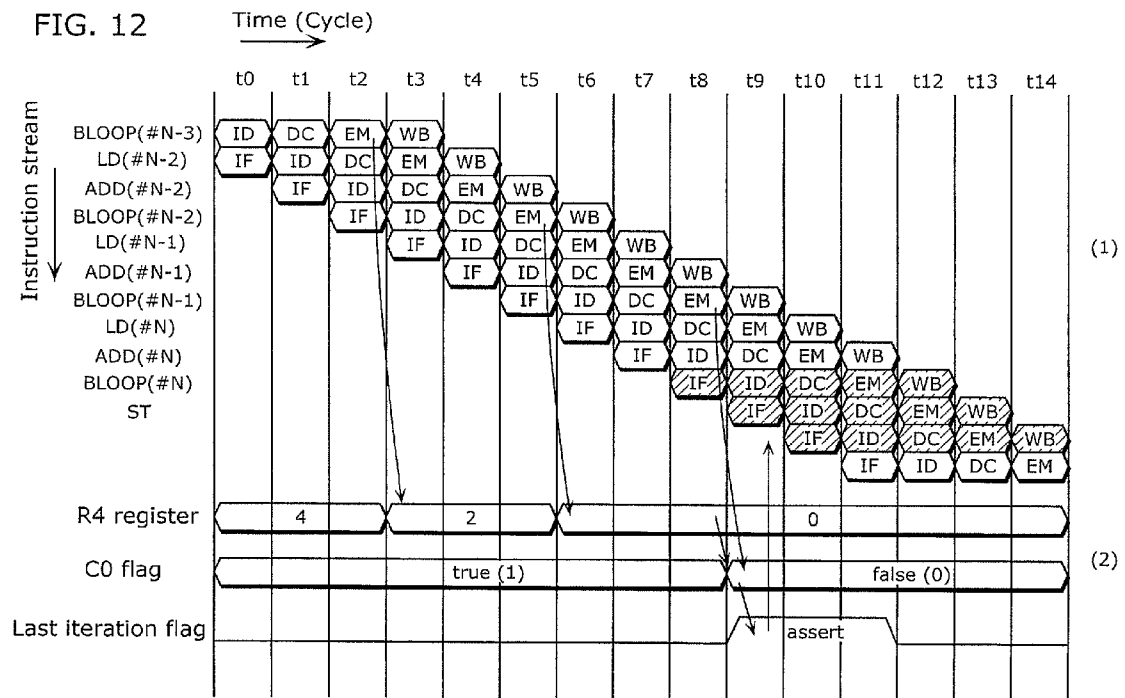 FIG. 12
Time (Cycle)
t0 t1 t2 t3 t4 t5 t6 t7 t8 t9 t10 t11 t12 t13 t14
Instruction stream
BLOOP(#N-3) ID DC EM WB
LD(#N-2) IF ID DC EM WB
ADD(#N-2) IF ID DC EM WB
BLOOP(#N-2) IF ID DC EM WB
LD(#N-1) IF ID DC EM WB (1)
ADD(#N-1) IF ID DC EM WB
BLOOP(#N-1) IF ID DC EM WB
LD(#N) IF ID DC EM WB
ADD(#N) IF ID DC EM WB
BLOOP(#N) IF ID DC EM WB
ST IF ID DC EM WB
IF ID DC EM WB
IF ID DC EM
R4 register 4 2 0
C0 flag true (1) false (0) (2)
Last iteration flag assert